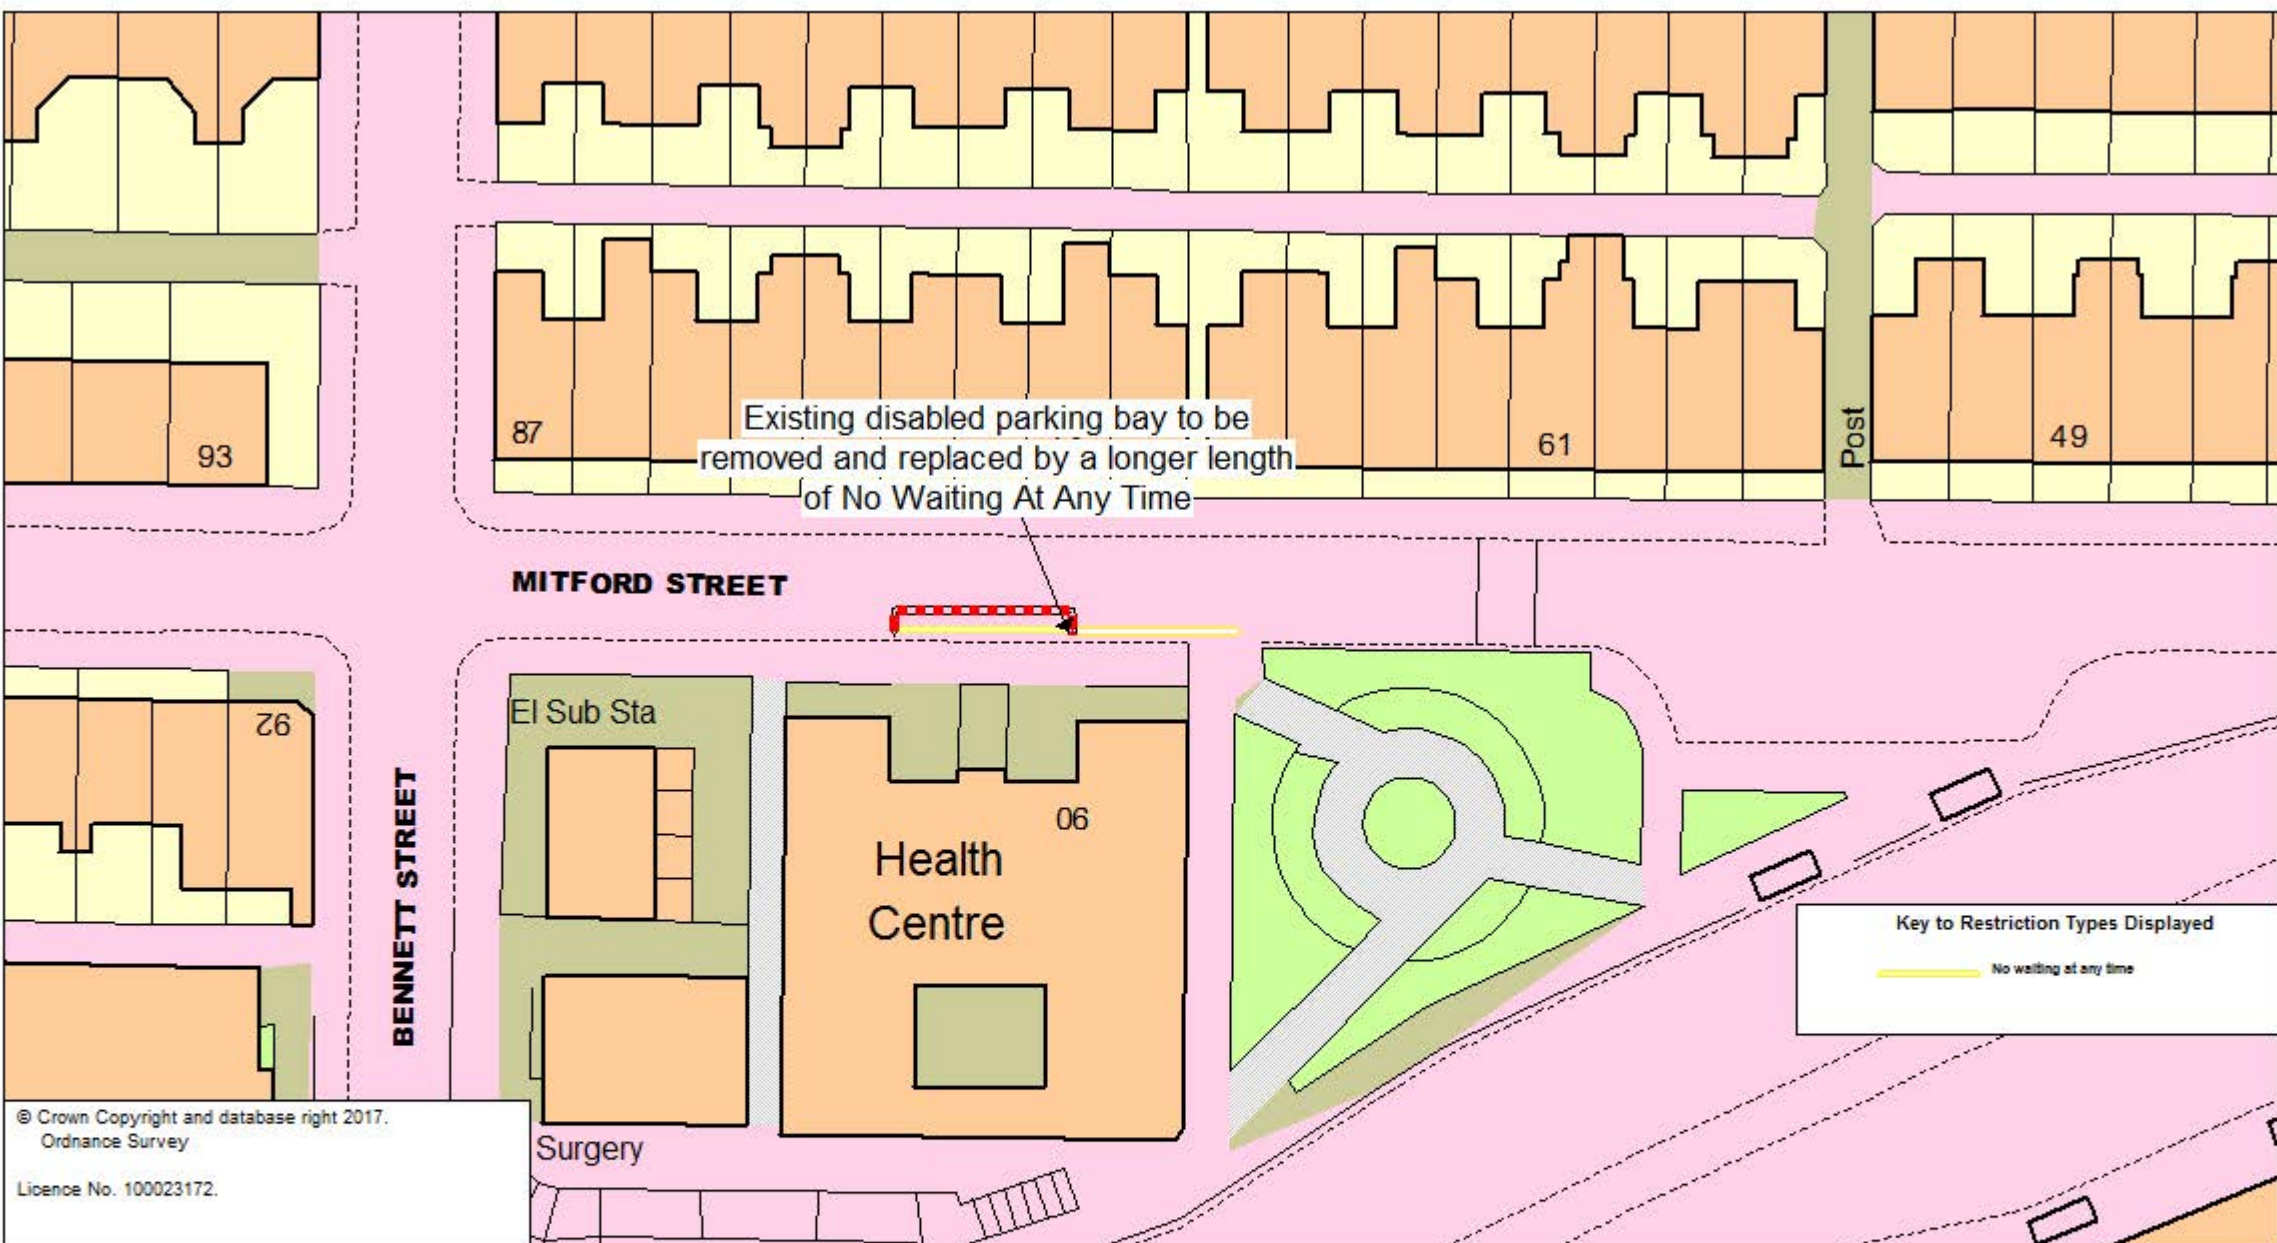 93
87
Existing disabled parking bay to be
removed and replaced by a longer length
of No Waiting At Any Time
61
Post
49
MITFORD STREET
92
El Sub Sta
BENNETT STREET
90
Health
Centre
Key to Restriction Types Displayed
No waiting at any time
© Crown Copyright and database right 2017.
Ordnance Survey
Licence No. 100023172.
Surgery